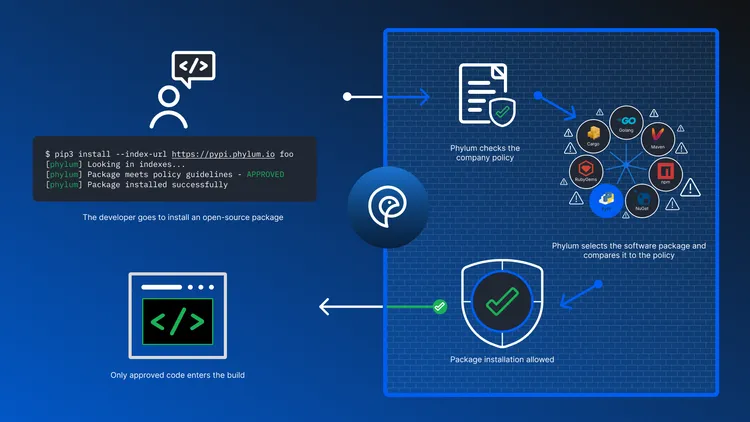 </>
$ pip3 install --index-url https://pypi.phylum.io foo
[phylum] Looking in indexes...
[phylum] Package meets policy guidelines - APPROVED
[phylum] Package installed successfully
The developer goes to install an open-source package
Phylum checks the
company policy
Golang
Cargo
Maven
RubyGems
npm
NuGet
Phylum selects the software package and
compares it to the policy
Package installation allowed
</>
Only approved code enters the build